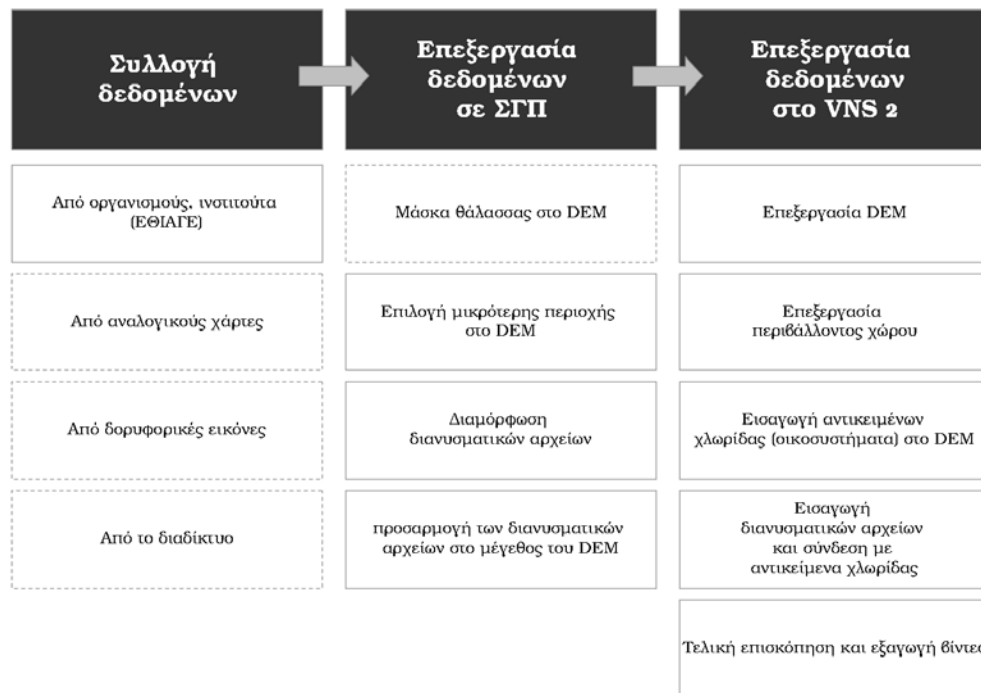 Συλλογή
δεδομένων
Επεξεργασία
δεδομένων
σε ΣΓΠ
Επεξεργασία
δεδομένων
στο VNS 2
Από οργανισμούς, ινστιτούτα
(ΕΘΙΑΓΕ)
Από αναλογικούς χάρτες
Από δορυφορικές εικόνες
Από το διαδίκτυο
Μάσκα θάλασσας στο DEM
Επιλογή μικρότερης περιοχής
στο DEM
Διαμόρφωση
διανυσματικών αρχείων
προσαρμογή των διανυσματικών
αρχείων στο μέγεθος του DEM
Επεξεργασία DEM
Επεξεργασία
περιβάλλοντος χώρου
Εισαγωγή αντικειμένων
χλωρίδας (οικοσυστήματα) στο DEM
Εισαγωγή
διανυσματικών αρχείων
και σύνδεση με
αντικείμενα χλωρίδας
Τελική επισκόπηση και εξαγωγή βίντεο